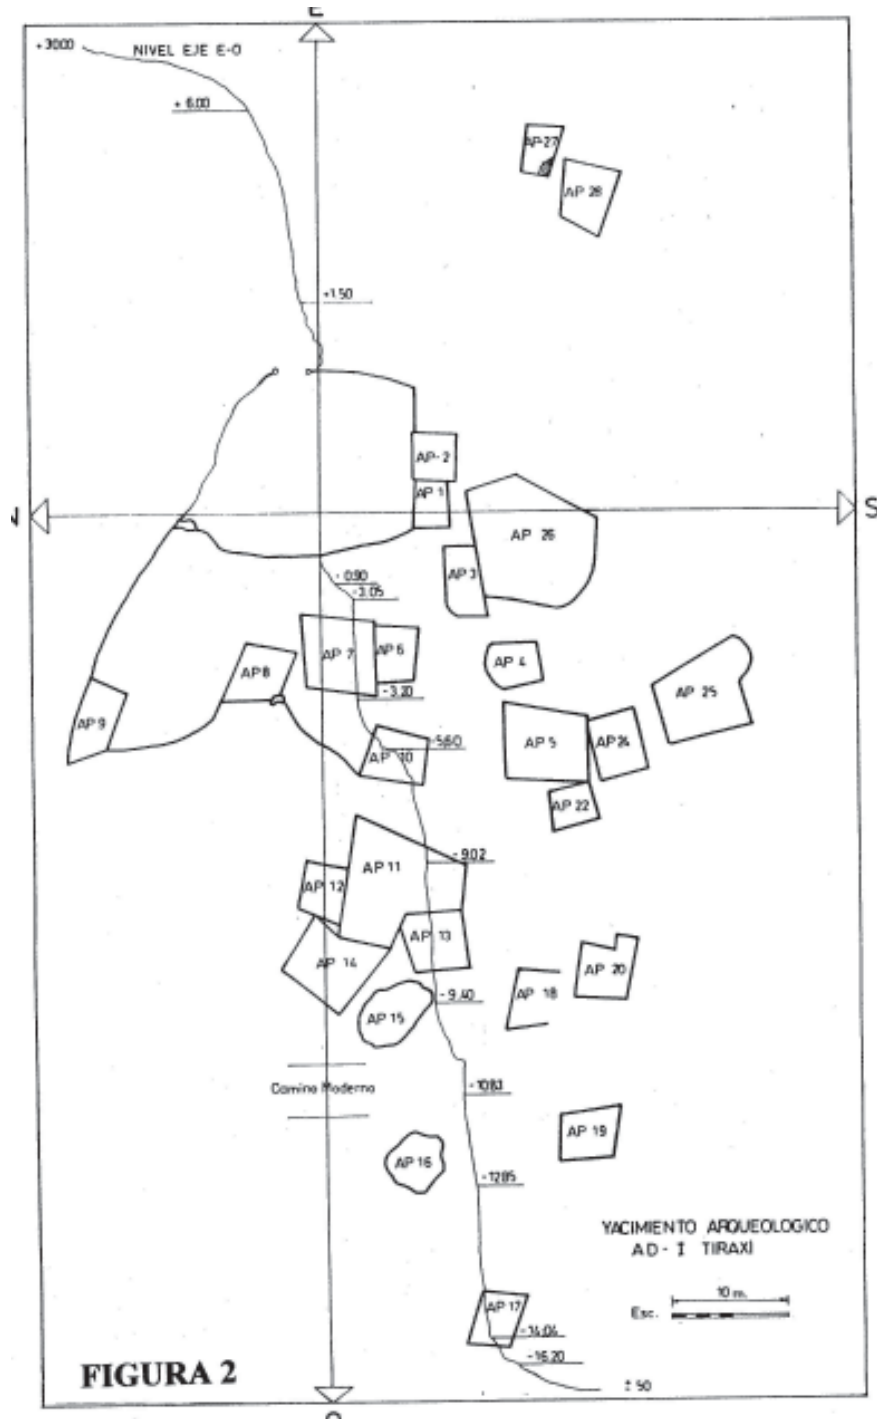 E
+3000
NIVEL EJE E-O
+ 6.00
AP-27
AP 28
+1.50
AP-2
AP 1
S
AP 26
- 0.90
AP 3
-3.05
AP 7
AP 6
AP 4
AP 8
AP 25
-3.20
AP 9
AP 5
AP 24
-5.60
AP 10
AP 22
-9.02
AP 11
AP 12
AP 13
AP 14
AP 20
AP 18
-9.40
AP 15
Camino Moderno
-10.83
AP 19
AP 16
-12.85
YACIMIENTO ARQUEOLOGICO
AD - I TIRAXI
10 m.
Esc.
AP 17
-14.04
-16.20
± 50
FIGURA 2